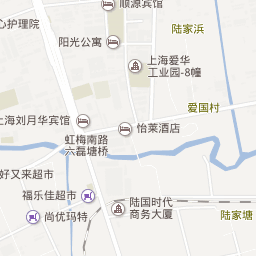 顺源宾馆
心护理院
陆家浜
阳光公寓
上海爱华
工业园-8幢
爱国村
上海刘月华宾馆
虹梅南路
六磊塘桥
怡莱酒店
好又来超市
福乐佳超市
尚优玛特
陆国时代
商务大厦
陆家塘